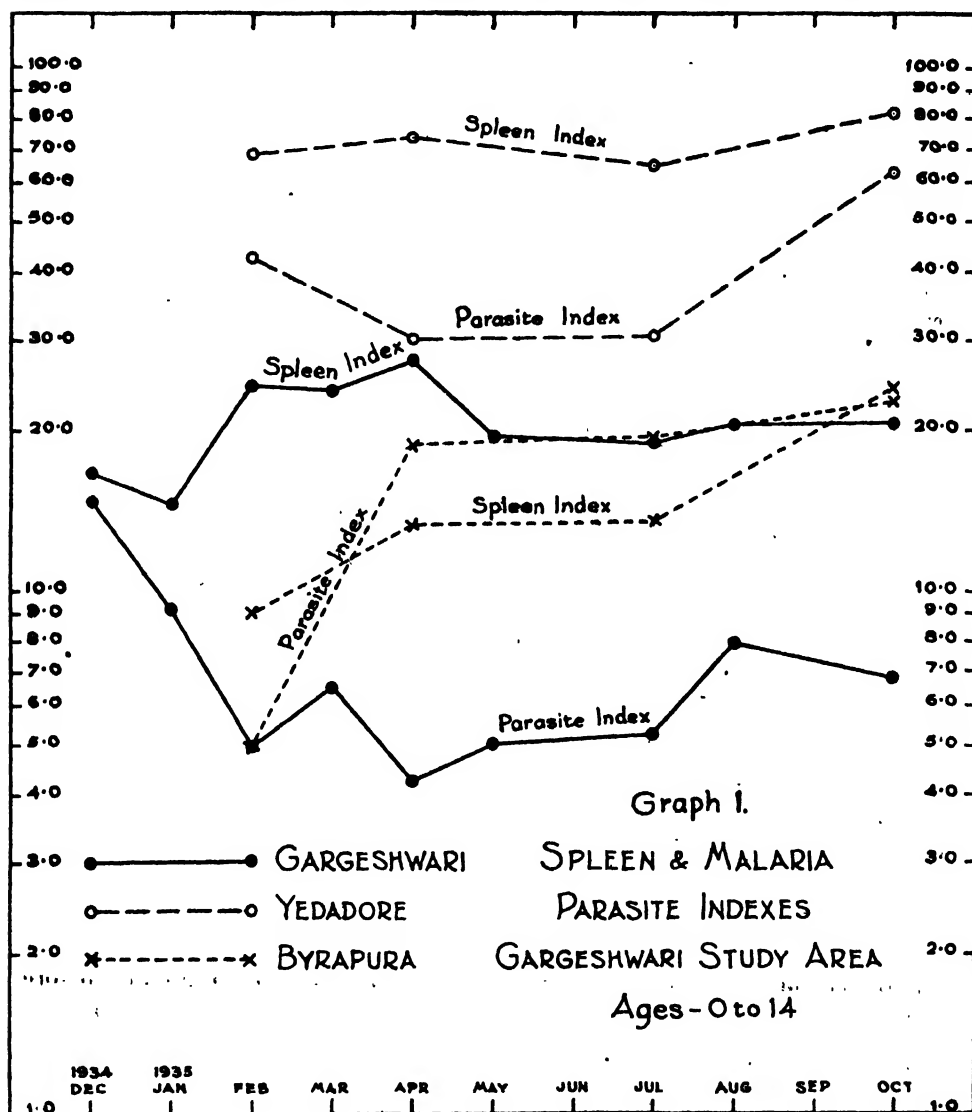 100.0 100.0
90.0 90.0
80.0 80.0
70.0 70.0
60.0 60.0
50.0 50.0
40.0 40.0
30.0 30.0
20.0 20.0
10.0 10.0
9.0 9.0
8.0 8.0
7.0 7.0
6.0 6.0
5.0 5.0
4.0 4.0
3.0 3.0
2.0 2.0
1.0 1.0
Spleen Index
Parasite Index
Spleen Index
Parasite Index
Spleen Index
Parasite Index
Graph 1.
SPLEEN & MALARIA
PARASITE INDEXES
GARGESHWARI STUDY AREA
Ages - 0 to 14
GARGESHWARI
YEDADORE
BYRAPURA
1934 1935
DEC JAN FEB MAR APR MAY JUN JUL AUG SEP OCT